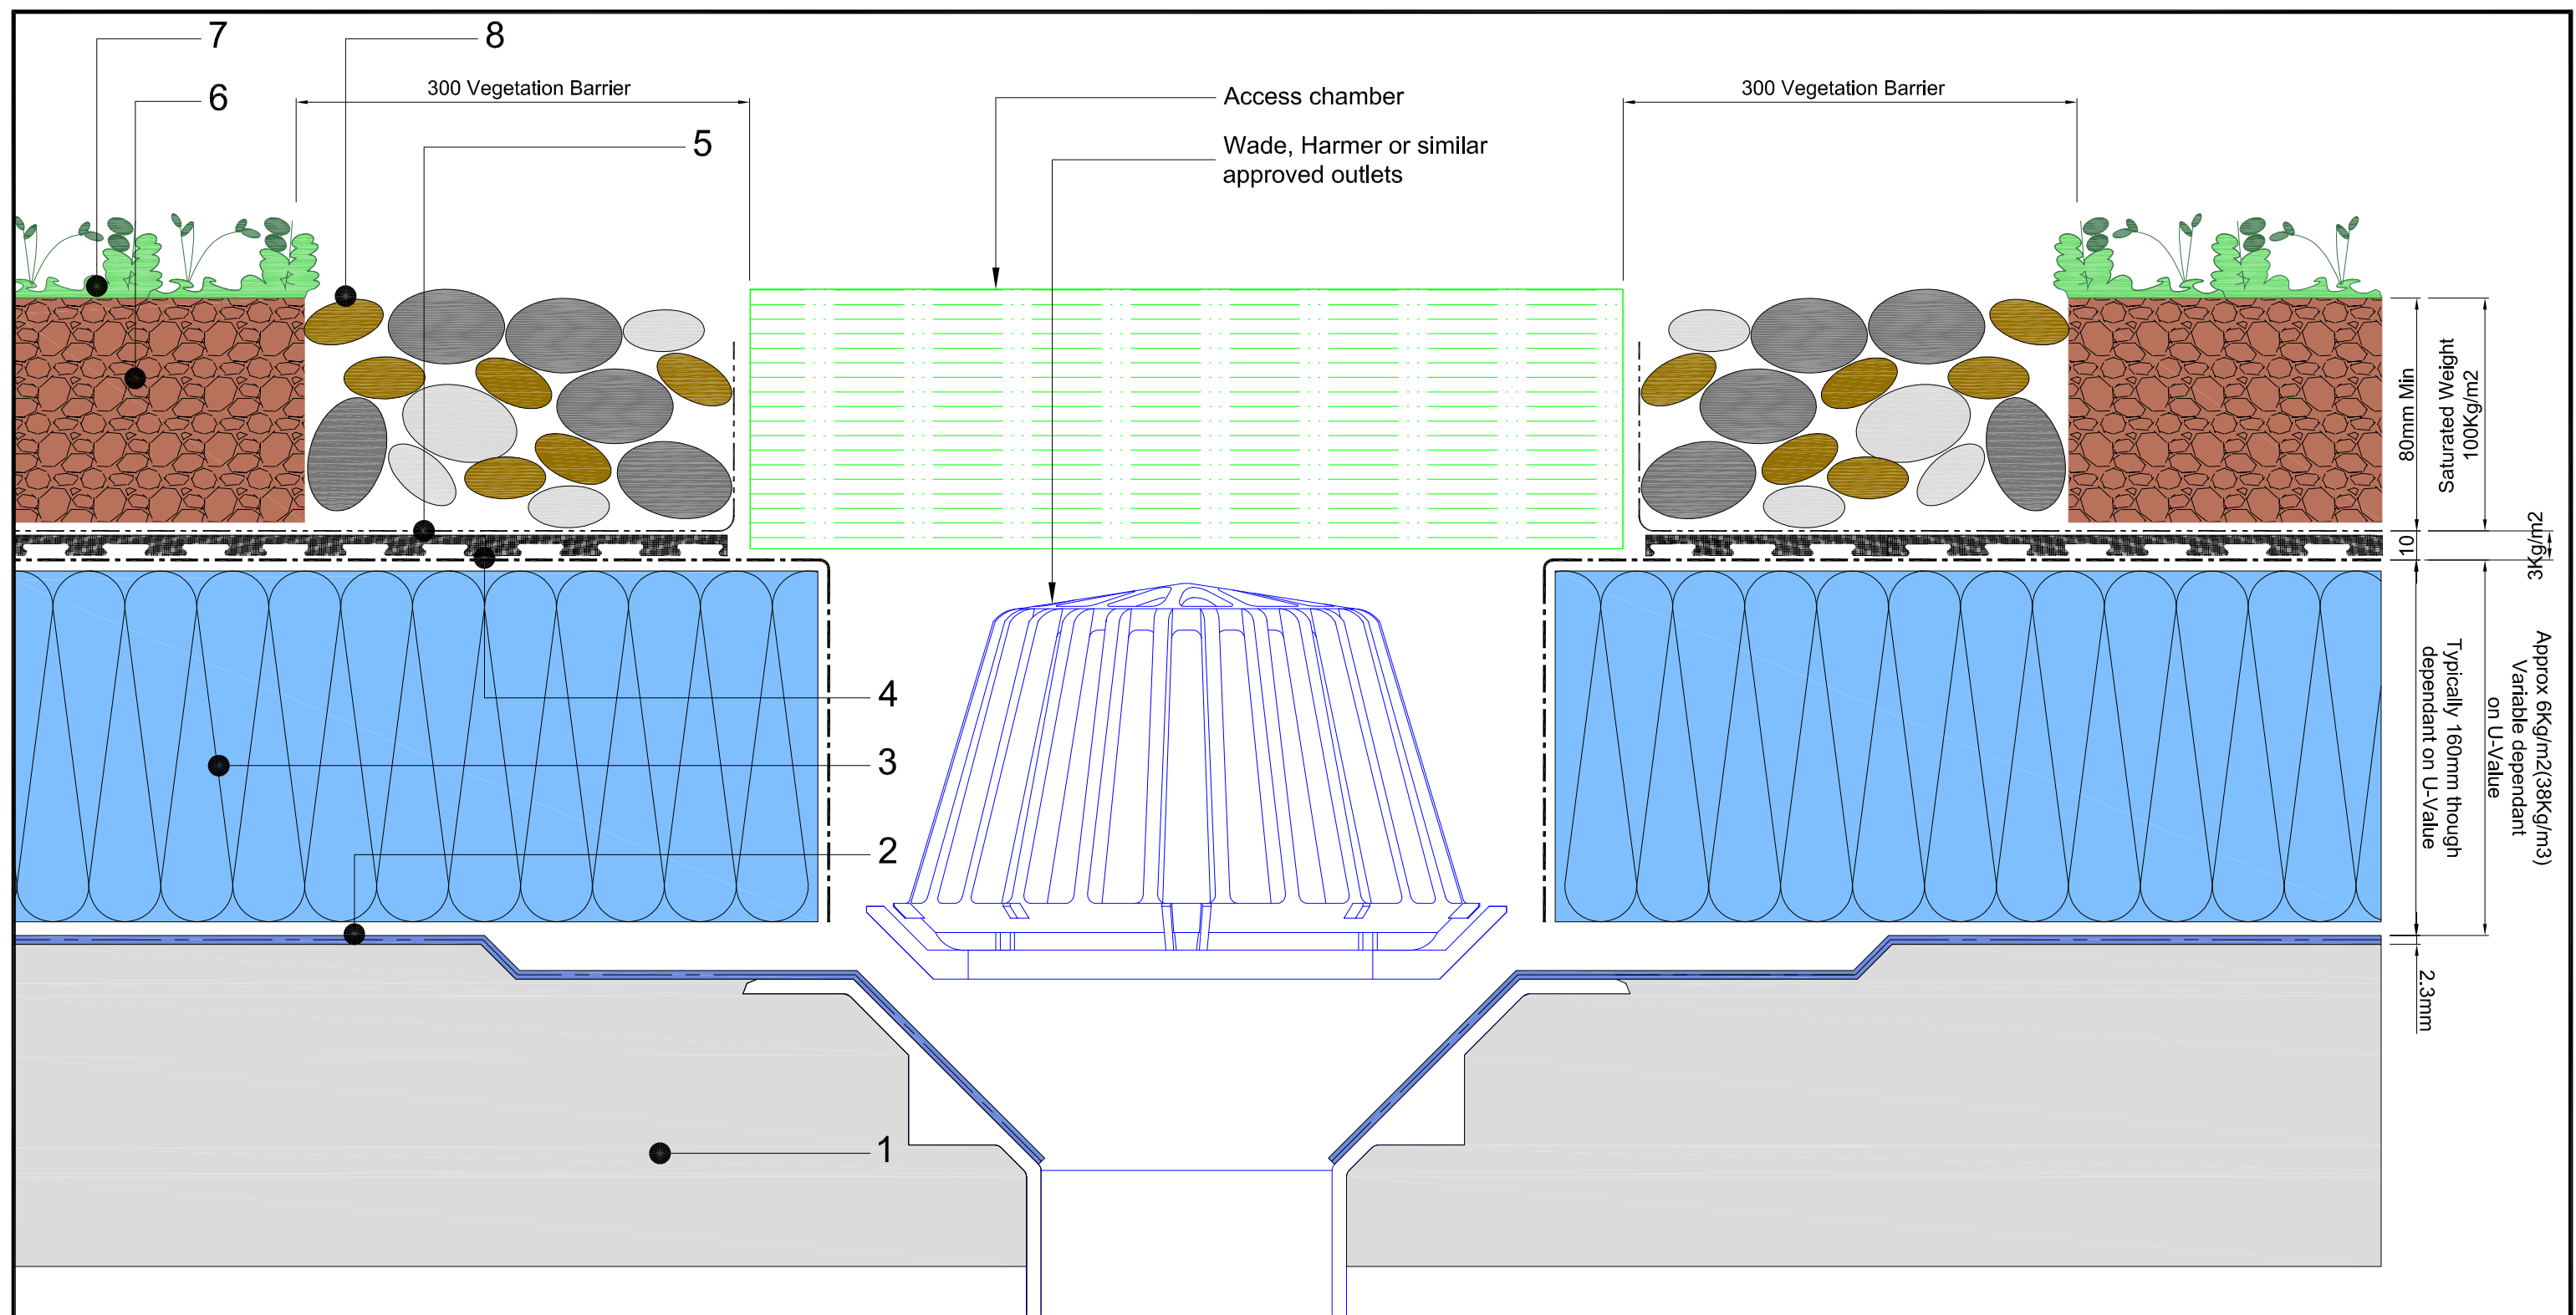 7
8
6
300 Vegetation Barrier
5
Access chamber
Wade, Harmer or similar
approved outlets
300 Vegetation Barrier
80mm Min
Saturated Weight
100Kg/m2
10
3Kg/m2
4
3
2
1
Typically 160mm though
dependant on U-Value
Approx 6Kg/m2(38Kg/m3)
Variable dependant
on U-Value
2.3mm